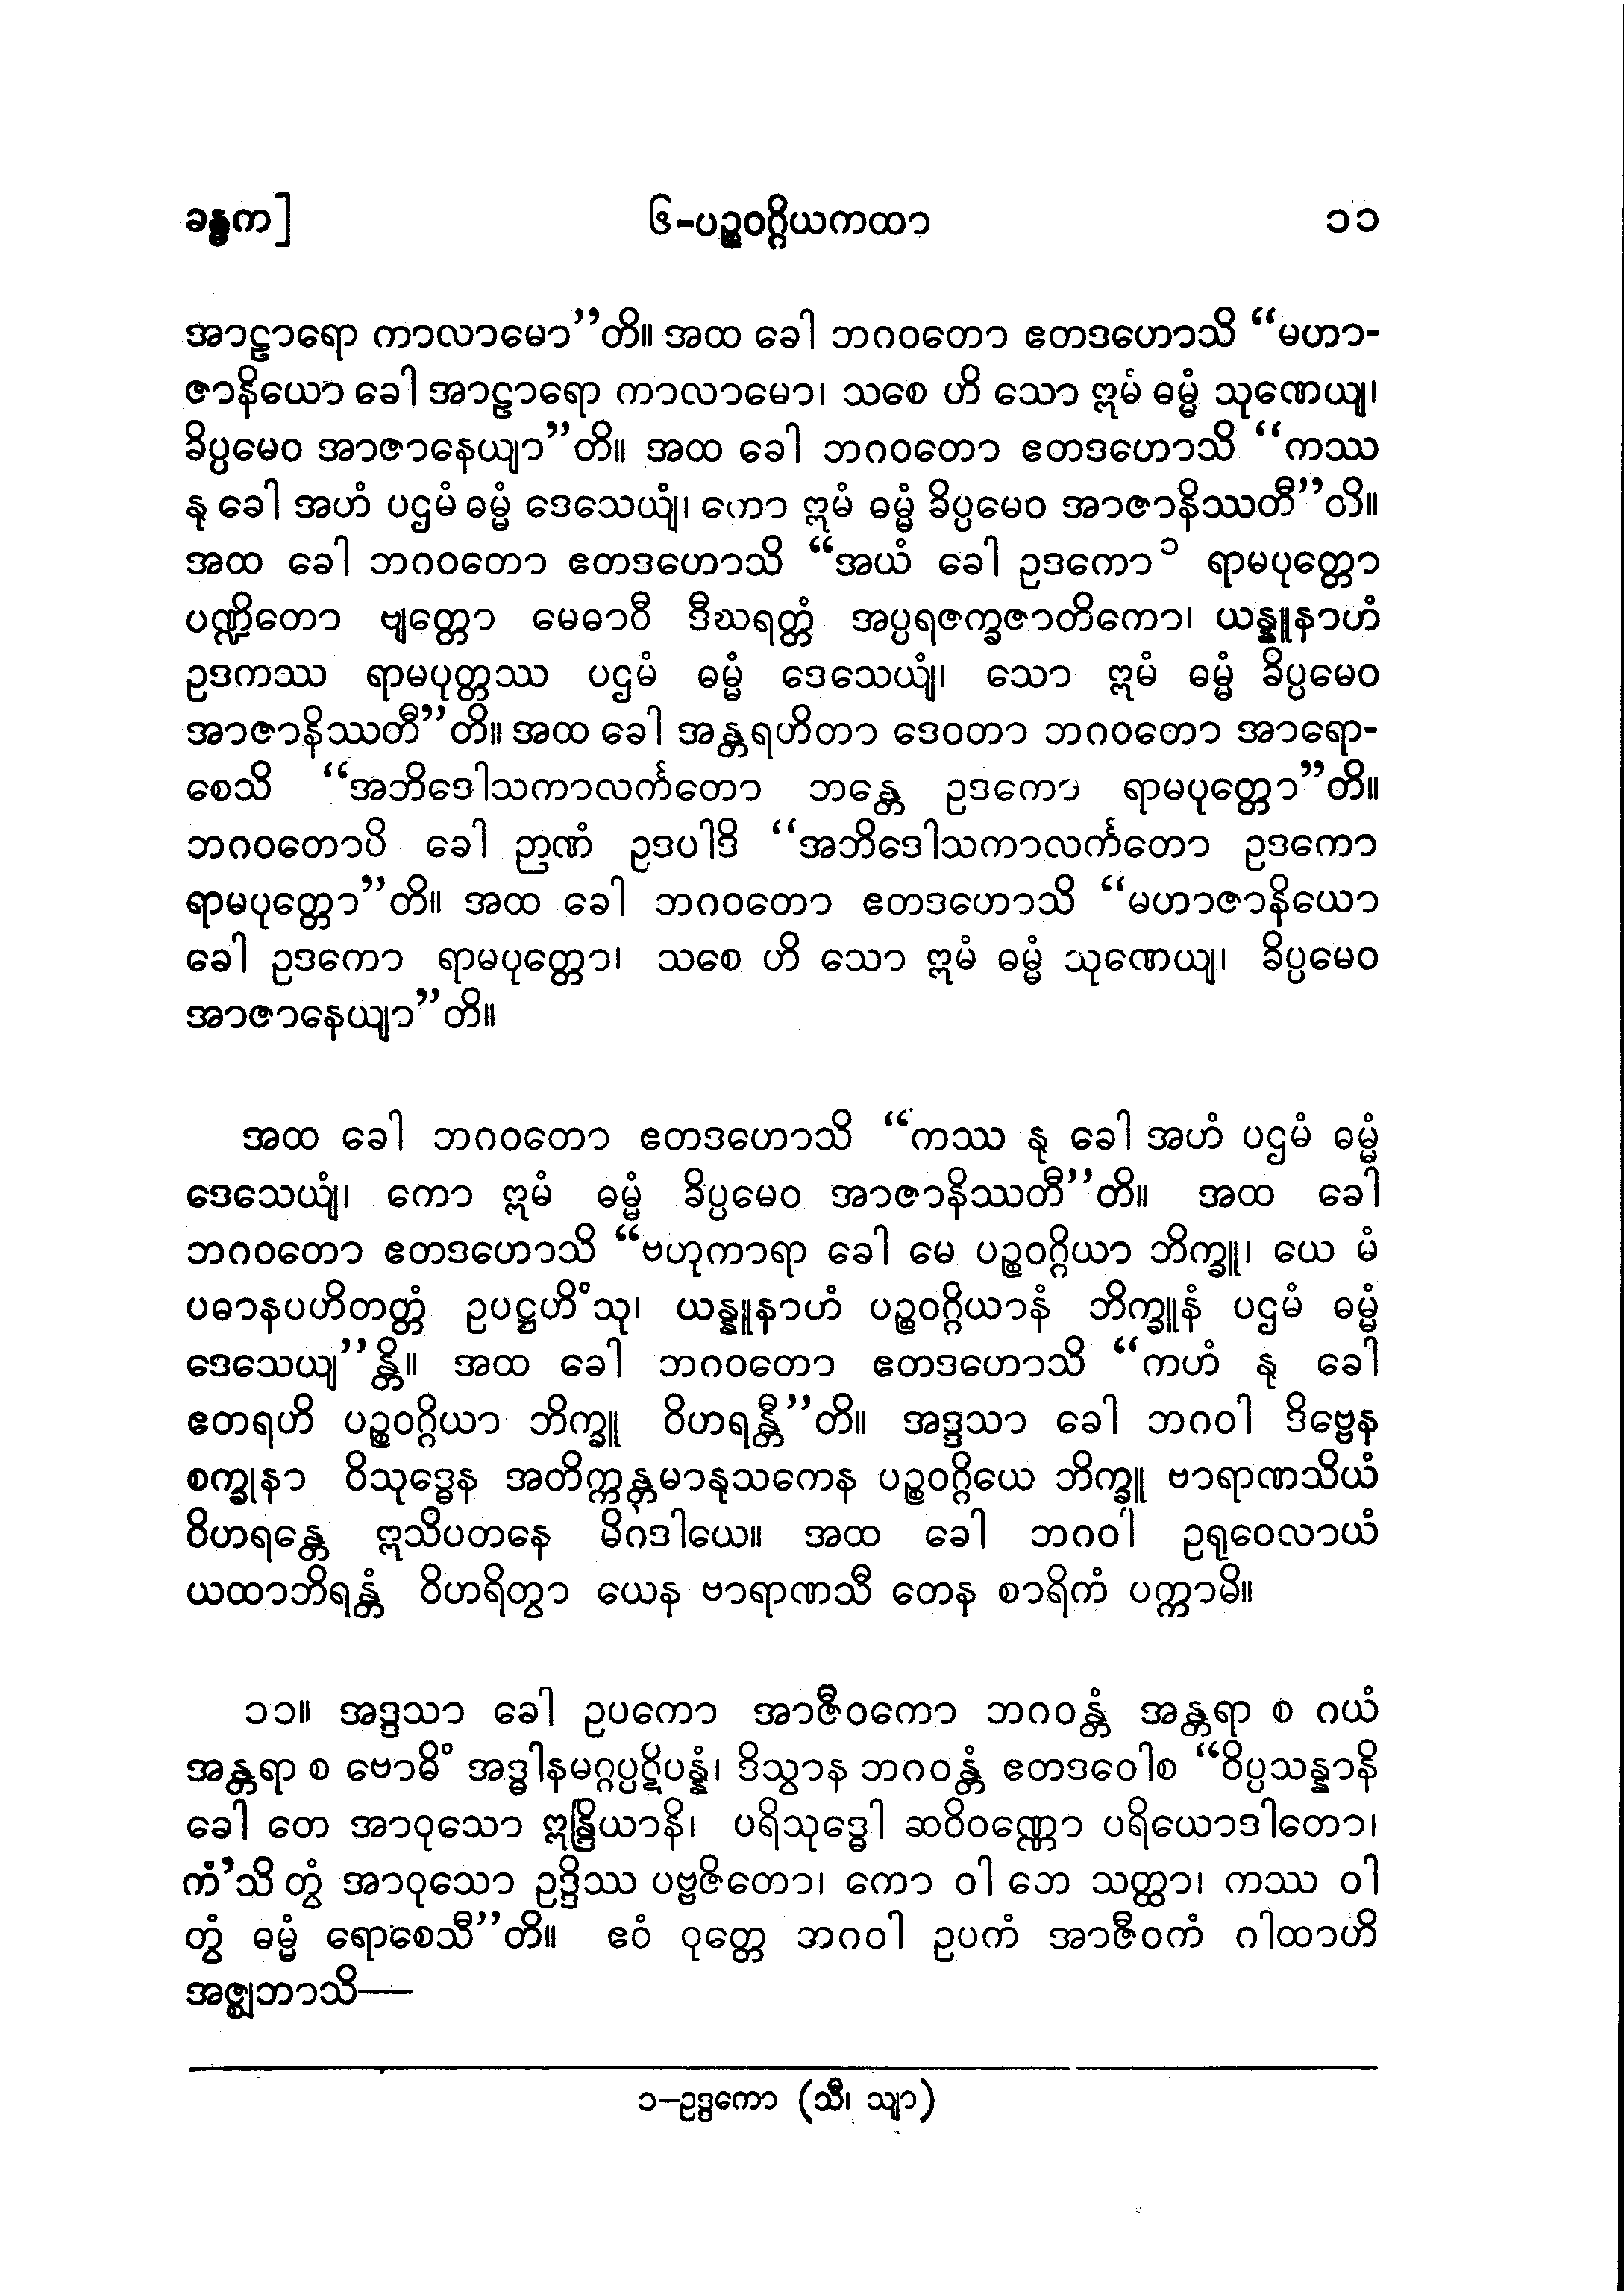 ခန္ဓက]
၆-ပဉ္စဝဂ္ဂိယကထာ
၁၁
အာဠာရော ကာလာမော”တိ။ အထ ခေါ ဘဂဝတော ဧတဒဟောသိ “မဟာ-
ဇာနိယော ခေါ အာဠာရော ကာလာမော၊ သစေ ဟိ သော ဣမံ ဓမ္မံ သုဏေယျ၊
ခိပ္ပမေဝ အာဇာနေယျာ”တိ။ အထ ခေါ ဘဂဝတော ဧတဒဟောသိ “ကဿ
နု ခေါ အဟံ ပဌမံ ဓမ္မံ ဒေသေယျံ၊ ကော ဣမံ ဓမ္မံ ခိပ္ပမေဝ အာဇာနိဿတီ”တိ။
အထ ခေါ ဘဂဝတော ဧတဒဟောသိ “အယံ ခေါ ဥဒကော ၁ ရာမပုတ္တော
ပဏ္ဍိတော ဗျတ္တော မေဓာဝီ ဒီဃရတ္တံ အပ္ပရဇက္ခဇာတိကော၊ ယန္နူနာဟံ
ဥဒကဿ ရာမပုတ္တဿ ပဌမံ ဓမ္မံ ဒေသေယျံ၊ သော ဣမံ ဓမ္မံ ခိပ္ပမေဝ
အာဇာနိဿတီ”တိ။ အထ ခေါ အန္တရဟိတာ ဒေဝတာ ဘဂဝတော အာရော-
စေသိ “အဘိဒေါသကာလင်္ကတော ဘန္တေ ဥဒကော ရာမပုတ္တော”တိ။
ဘဂဝတောပိ ခေါ ဉာဏံ ဥဒပါဒိ “အဘိဒေါသကာလင်္ကတော ဥဒကော
ရာမပုတ္တော”တိ။ အထ ခေါ ဘဂဝတော ဧတဒဟောသိ “မဟာဇာနိယော
ခေါ ဥဒကော ရာမပုတ္တော၊ သစေ ဟိ သော ဣမံ ဓမ္မံ သုဏေယျ၊ ခိပ္ပမေဝ
အာဇာနေယျာ”တိ။
အထ ခေါ ဘဂဝတော ဧတဒဟောသိ “ကဿ နု ခေါ အဟံ ပဌမံ ဓမ္မံ
ဒေသေယျံ၊ ကော ဣမံ ဓမ္မံ ခိပ္ပမေဝ အာဇာနိဿတီ”တိ။ အထ ခေါ
ဘဂဝတော ဧတဒဟောသိ “ဗဟုကာရာ ခေါ မေ ပဉ္စဝဂ္ဂိယာ ဘိက္ခူ၊ ယေ မံ
ပဓာနပဟိတတ္တံ ဥပဋ္ဌဟိံသု၊ ယန္နူနာဟံ ပဉ္စဝဂ္ဂိယာနံ ဘိက္ခူနံ ပဌမံ ဓမ္မံ
ဒေသေယျ”န္တိ။ အထ ခေါ ဘဂဝတော ဧတဒဟောသိ “ကဟံ နု ခေါ
ဧတရဟိ ပဉ္စဝဂ္ဂိယာ ဘိက္ခူ ဝိဟရန္တီ”တိ။ အဒ္ဒသာ ခေါ ဘဂဝါ ဒိဗ္ဗေန
စက္ခုနာ ဝိသုဒ္ဓေန အတိက္ကန္တမာနုသကေန ပဉ္စဝဂ္ဂိယေ ဘိက္ခူ ဗာရာဏသိယံ
ဝိဟရန္တေ ဣသိပတနေ မိဂဒါယေ။ အထ ခေါ ဘဂဝါ ဥရုဝေလာယံ
ယထာဘိရန္တံ ဝိဟရိတွာ ယေန ဗာရာဏသီ တေန စာရိကံ ပက္ကာမိ။
၁၁။ အဒ္ဒသာ ခေါ ဥပကော အာဇီဝကော ဘဂဝန္တံ အန္တရာ စ ဂယံ
အန္တရာ စ ဗောဓိံ အဒ္ဓါနမဂ္ဂပ္ပဋိပန္နံ၊ ဒိသွာန ဘဂဝန္တံ ဧတဒဝေါစ “ဝိပ္ပသန္နာနိ
ခေါ တေ အာဝုသော ဣန္ဒြိယာနိ၊ ပရိသုဒ္ဓေါ ဆဝိဝဏ္ဏော ပရိယောဒါတော၊
ကံ’သိ တွံ အာဝုသော ဥဒ္ဒိဿ ပဗ္ဗဇိတော၊ ကော ဝါ တေ သတ္ထာ၊ ကဿ ဝါ
တွံ ဓမ္မံ ရောစေသီ”တိ။ ဧဝံ ဝုတ္တေ ဘဂဝါ ဥပကံ အာဇီဝကံ ဂါထာဟိ
အဇ္ဈဘာသိ—
၁–ဥဒ္ဒကော (သီ၊ သျာ)